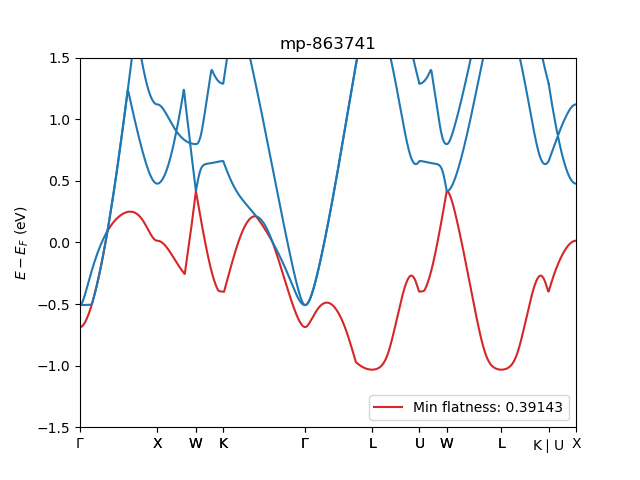 mp-863741
E − E_F (eV)
1.5
1.0
0.5
0.0
−0.5
−1.0
−1.5
Min flatness: 0.39143
Γ X W K Γ L U W L K | U X